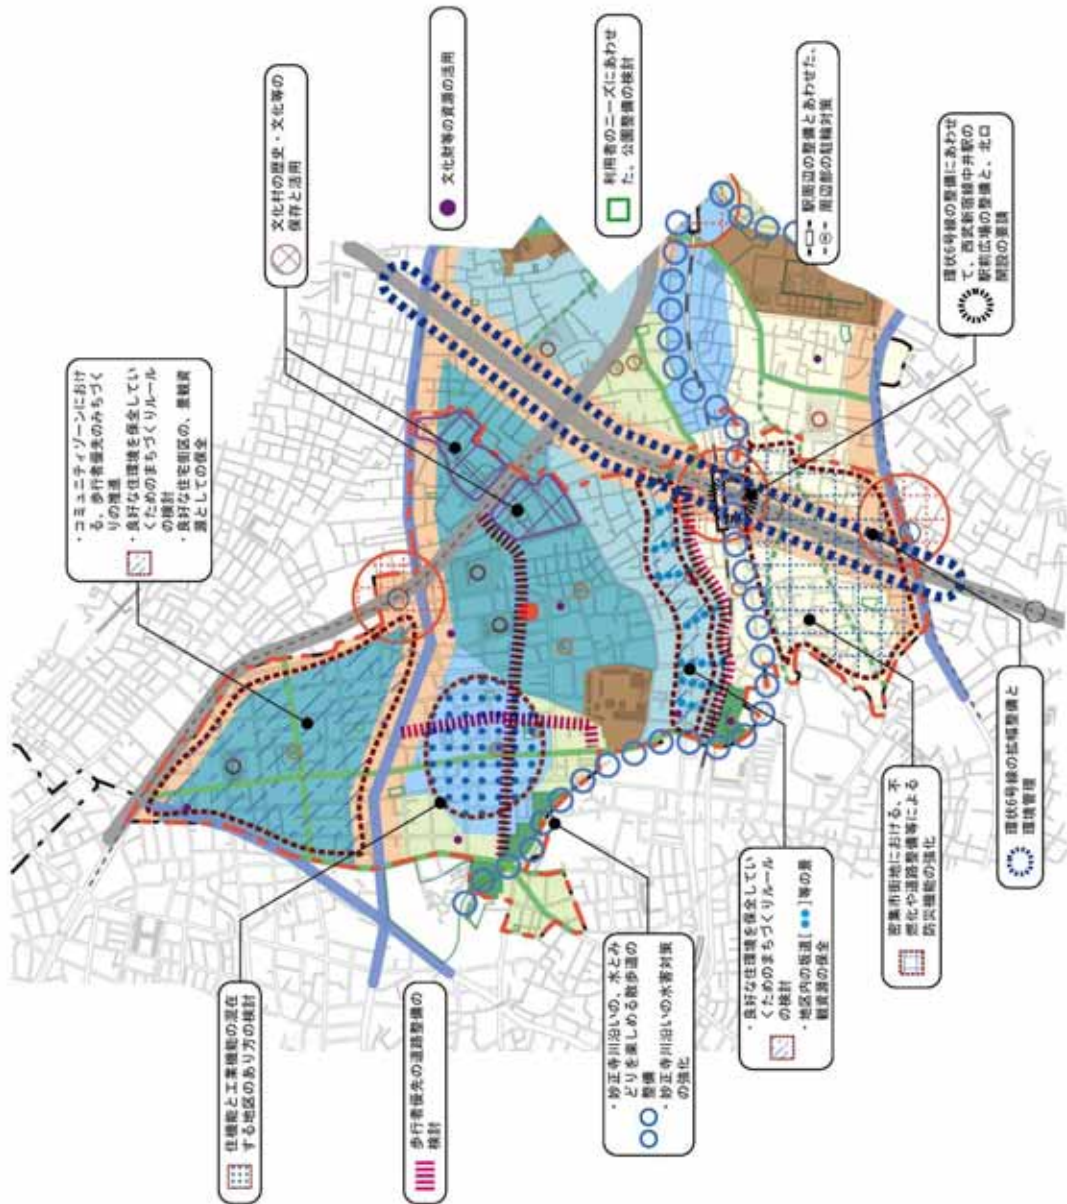 ・コミュニティゾーンにおけ
る、歩行者優先のみちづく
りの推進
・良好な住環境を保全してい
くためのまちづくりルール
の検討
・良好な住宅街区の、景観資
源としての保全
文化村の歴史・文化等の
保存と活用
文化財等の資源の活用
利用者のニーズにあわせ
た、公園整備の検討
駅周辺の整備とあわせた、
周辺部の駐輪対策
環状6号線の整備にあわせ
て、西武新宿線中井駅の
駅前広場の整備と、北口
開設の要請
住機能と工業機能の混在
する地区のあり方の検討
歩行者優先の道路整備の
検討
・妙正寺川沿いの、水とみ
どりを楽しめる散歩道の
整備
・妙正寺川沿いの水害対策
の強化
・良好な住環境を保全してい
くためのまちづくりルール
の検討
・地区内の坂道[●●]等の景
観資源の保全
密集市街地における、不
燃化や道路整備等による
防災機能の強化
環状6号線の拡幅整備と
環境管理